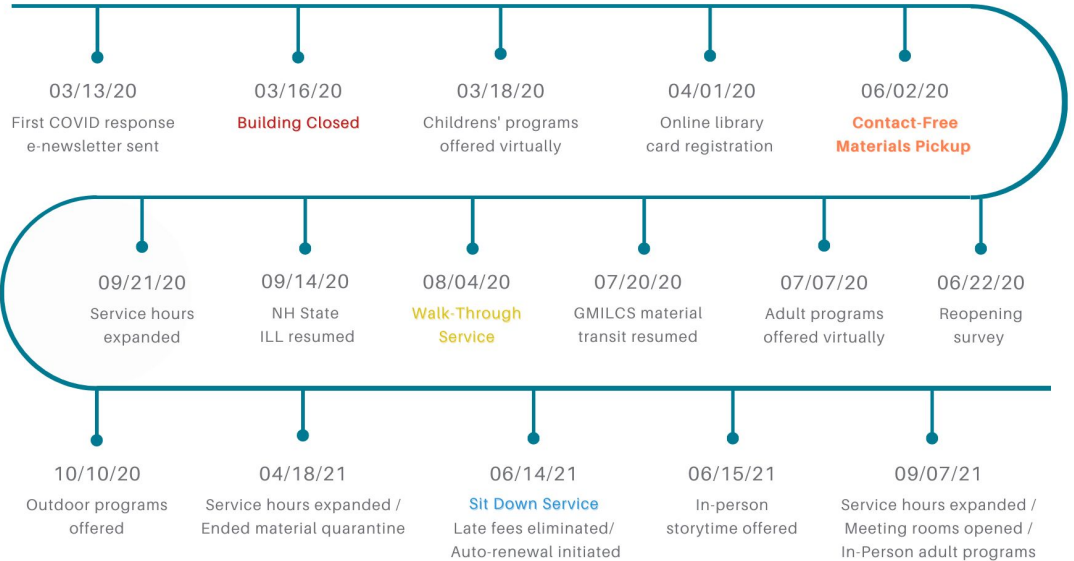 03/13/20
First COVID response
e-newsletter sent
03/16/20
Building Closed
03/18/20
Childrens' programs
offered virtually
04/01/20
Online library
card registration
06/02/20
Contact-Free
Materials Pickup
06/22/20
Reopening
survey
07/07/20
Adult programs
offered virtually
07/20/20
GMILCS material
transit resumed
08/04/20
Walk-Through
Service
09/14/20
NH State
ILL resumed
09/21/20
Service hours
expanded
10/10/20
Outdoor programs
offered
04/18/21
Service hours expanded /
Ended material quarantine
06/14/21
Sit Down Service
Late fees eliminated/
Auto-renewal initiated
06/15/21
In-person
storytime offered
09/07/21
Service hours expanded /
Meeting rooms opened /
In-Person adult programs